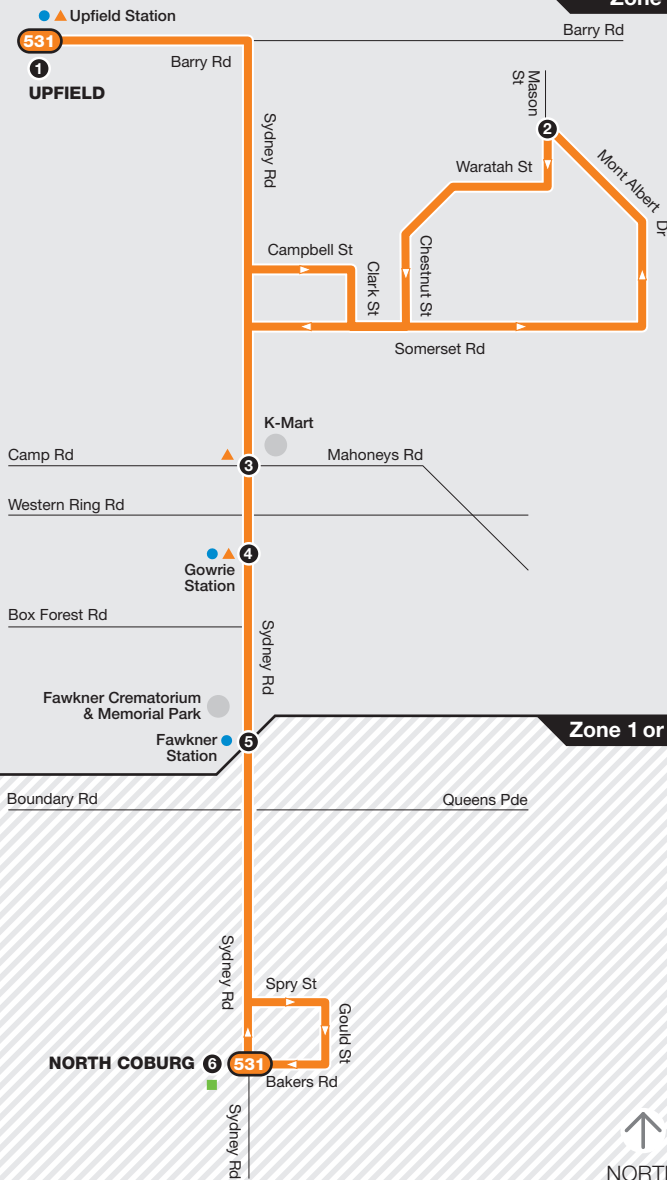 Zone
Upfield Station
531
Barry Rd
1
Barry Rd
UPFIELD
Mason
St
2
Sydney Rd
Waratah St
Mont Albert
Dr
Campbell St
Clark St
Chestnut St
Somerset Rd
K-Mart
Camp Rd
3
Mahoneys Rd
Western Ring Rd
4
Gowrie
Station
Box Forest Rd
Sydney Rd
Fawkner Crematorium
& Memorial Park
Fawkner
Station
5
Zone 1 or
Boundary Rd
Queens Pde
Sydney Rd
Spry St
Gould St
NORTH COBURG
6
531
Bakers Rd
Sydney Rd
NORT